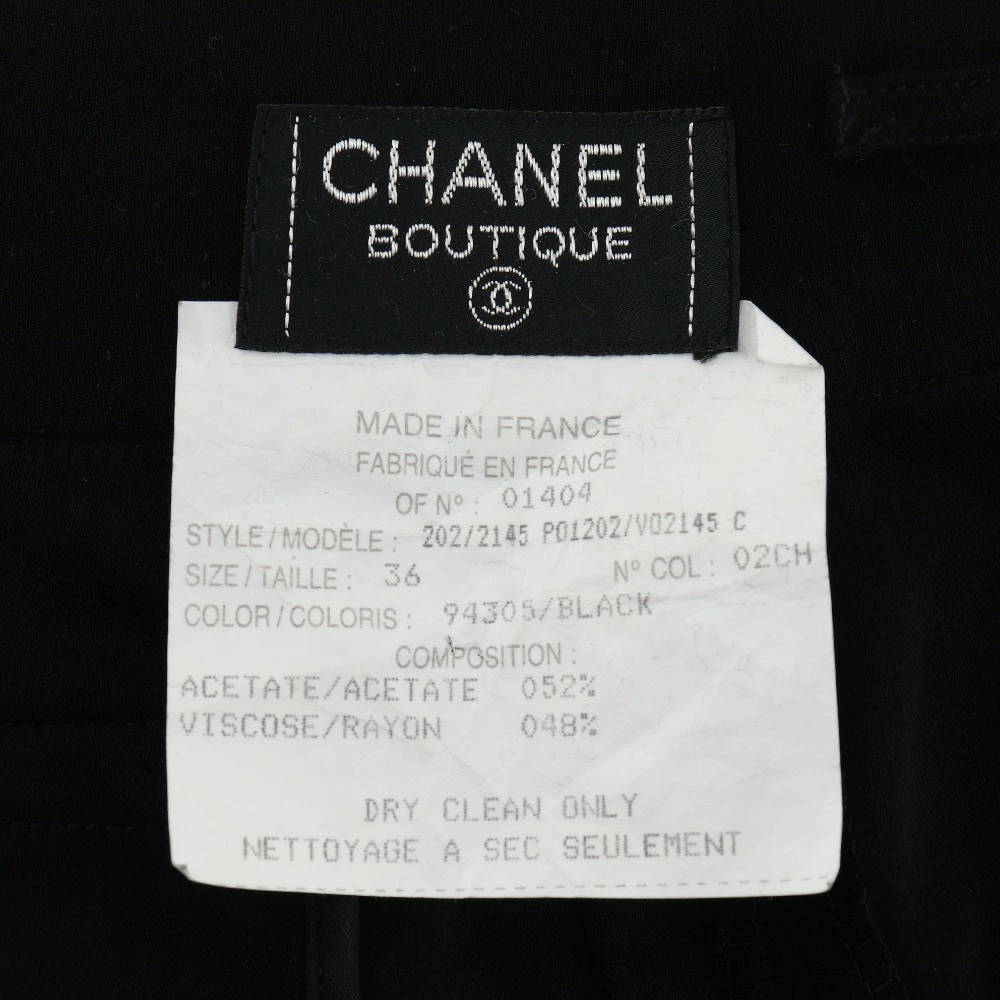 CHANEL
BOUTIQUE
MADE IN FRANCE
FABRIQUÉ EN FRANCE
OF N° : 01404
STYLE/MODÈLE : 202/2145 P01202/V02145 C
SIZE/TAILLE : 36 N° COL : 02CH
COLOR/COLORIS : 94305/BLACK
COMPOSITION :
ACETATE/ACETATE 052%
VISCOSE/RAYON 048%
DRY CLEAN ONLY
NETTOYAGE A SEC SEULEMENT